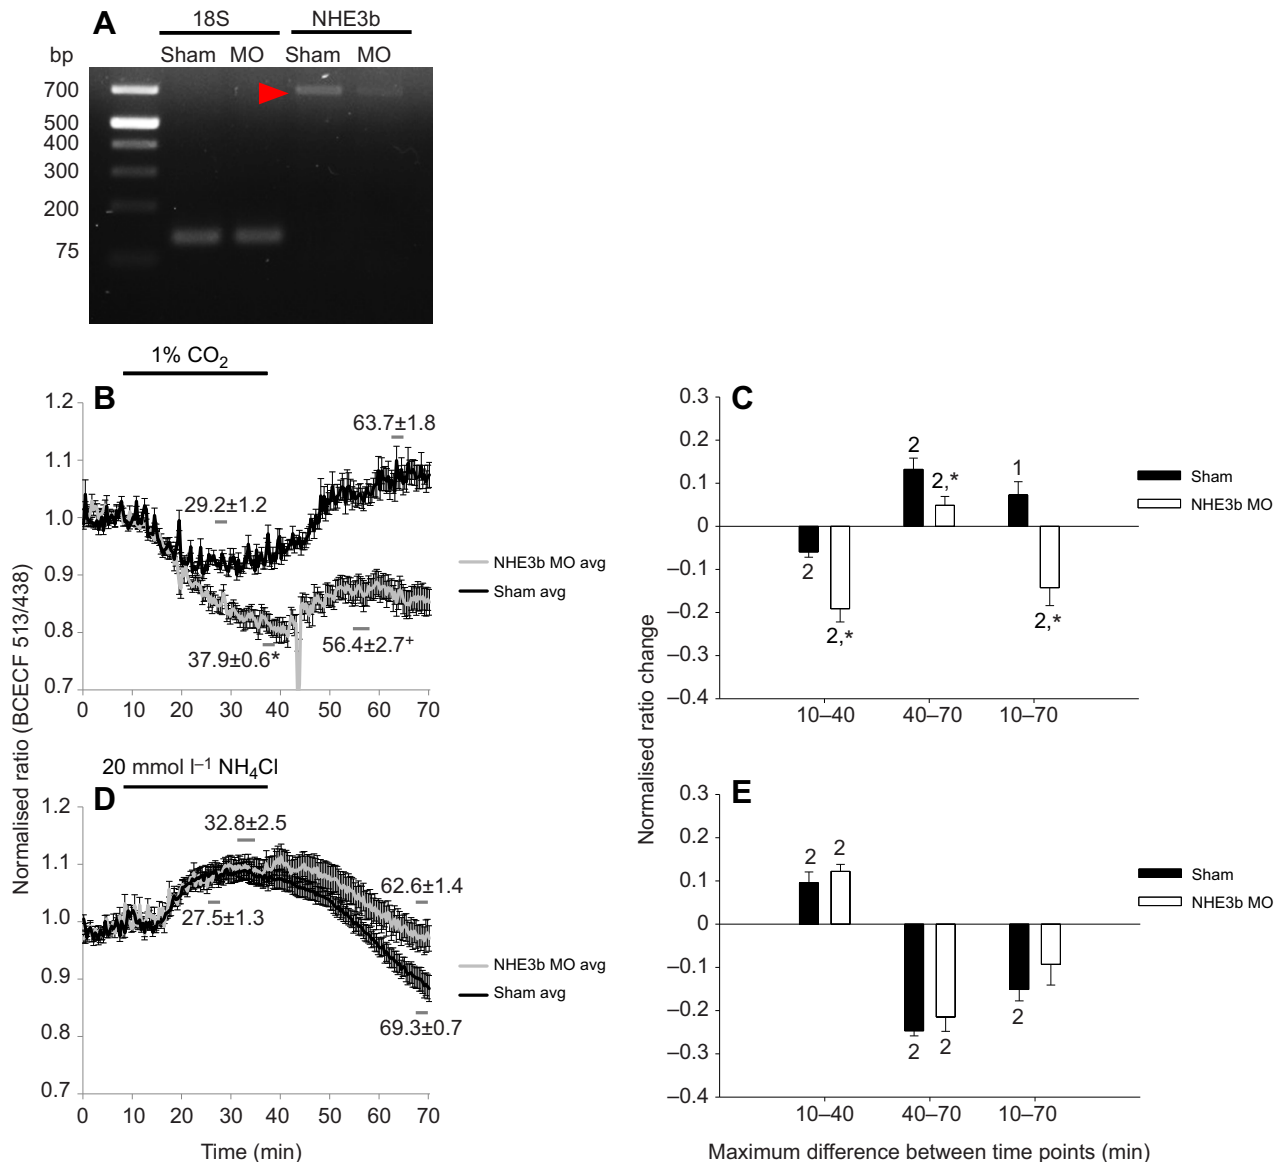 A
18S NHE3b
bp Sham MO Sham MO
700
500
400
300
200
75
1% CO2
B
1.2
1.1
1.0
0.9
0.8
0.7
63.7±1.8
29.2±1.2
37.9±0.6*
56.4±2.7+
NHE3b MO avg
Sham avg
0 10 20 30 40 50 60 70
C
0.3
0.2
0.1
0
–0.1
–0.2
–0.3
–0.4
2
2,*
1
2
2,*
2,*
Sham
NHE3b MO
10–40 40–70 10–70
20 mmol l–1 NH4Cl
D
1.2
1.1
1.0
0.9
0.8
0.7
32.8±2.5
62.6±1.4
27.5±1.3
69.3±0.7
NHE3b MO avg
Sham avg
0 10 20 30 40 50 60 70
Time (min)
Normalised ratio (BCECF 513/438)
E
0.3
0.2
0.1
0
–0.1
–0.2
–0.3
–0.4
2 2
2 2
2
Sham
NHE3b MO
10–40 40–70 10–70
Maximum difference between time points (min)
Normalised ratio change